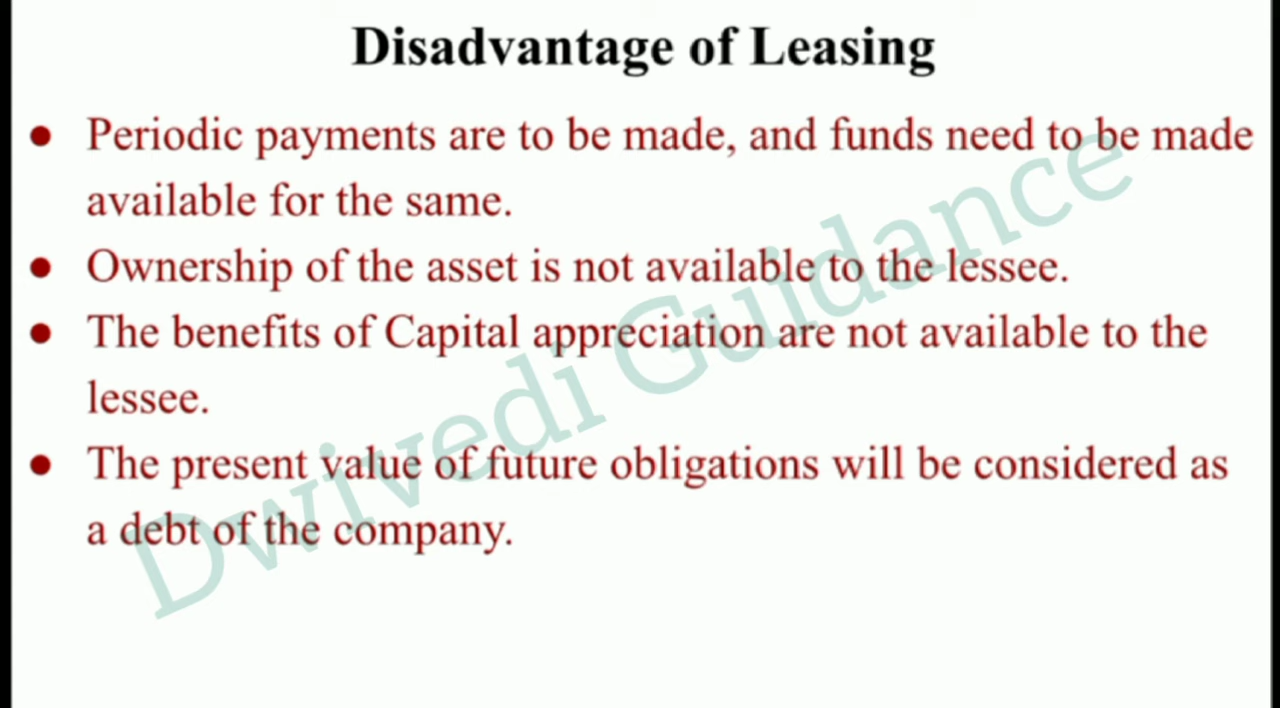 Disadvantage of Leasing
● Periodic payments are to be made, and funds need to be made
available for the same.
● Ownership of the asset is not available to the lessee.
● The benefits of Capital appreciation are not available to the
lessee.
● The present value of future obligations will be considered as
a debt of the company.
Dwivedi Guidance